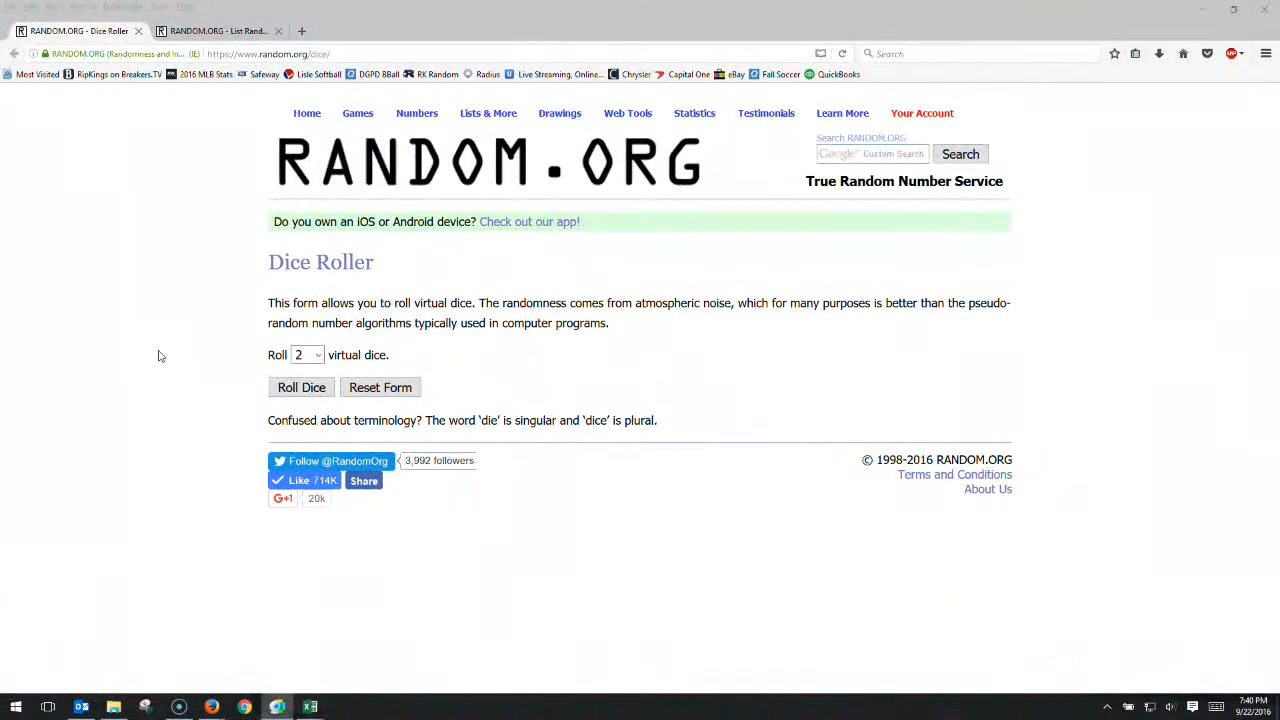 RANDOM.ORG - Dice Roller
RANDOM.ORG - List Rand...
RANDOM.ORG (Randomness and In... (IE) https://www.random.org/dice/
Search
Most Visited RipKings on Breakers.TV 2016 MLB Stats Safeway Lisle Softball DGPD BBall RK Random Radius Live Streaming, Online... Chrysler Capital One eBay Fall Soccer QuickBooks
Home Games Numbers Lists & More Drawings Web Tools Statistics Testimonials Learn More Your Account
Search RANDOM.ORG
RANDOM.ORG
Google Custom Search Search
True Random Number Service
Do you own an iOS or Android device? Check out our app!
Dice Roller
This form allows you to roll virtual dice. The randomness comes from atmospheric noise, which for many purposes is better than the pseudo-
random number algorithms typically used in computer programs.
Roll 2 virtual dice.
Roll Dice Reset Form
Confused about terminology? The word ‘die’ is singular and ‘dice’ is plural.
Follow @RandomOrg 3,992 followers
Like 714K Share
G+1 20k
© 1998-2016 RANDOM.ORG
Terms and Conditions
About Us
7:40 PM
9/22/2016